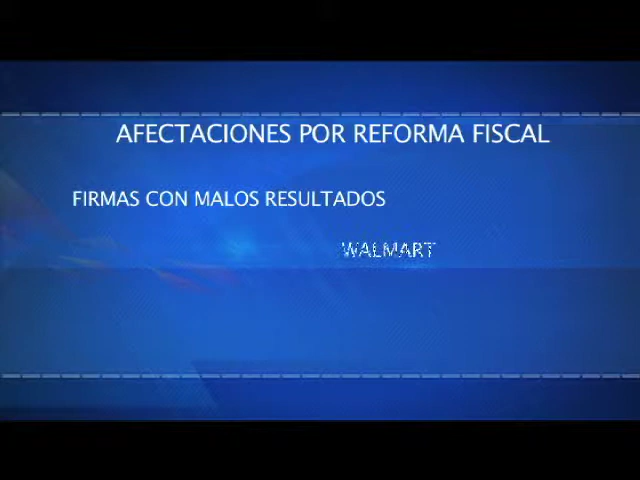 AFECTACIONES POR REFORMA FISCAL
FIRMAS CON MALOS RESULTADOS
WALMART